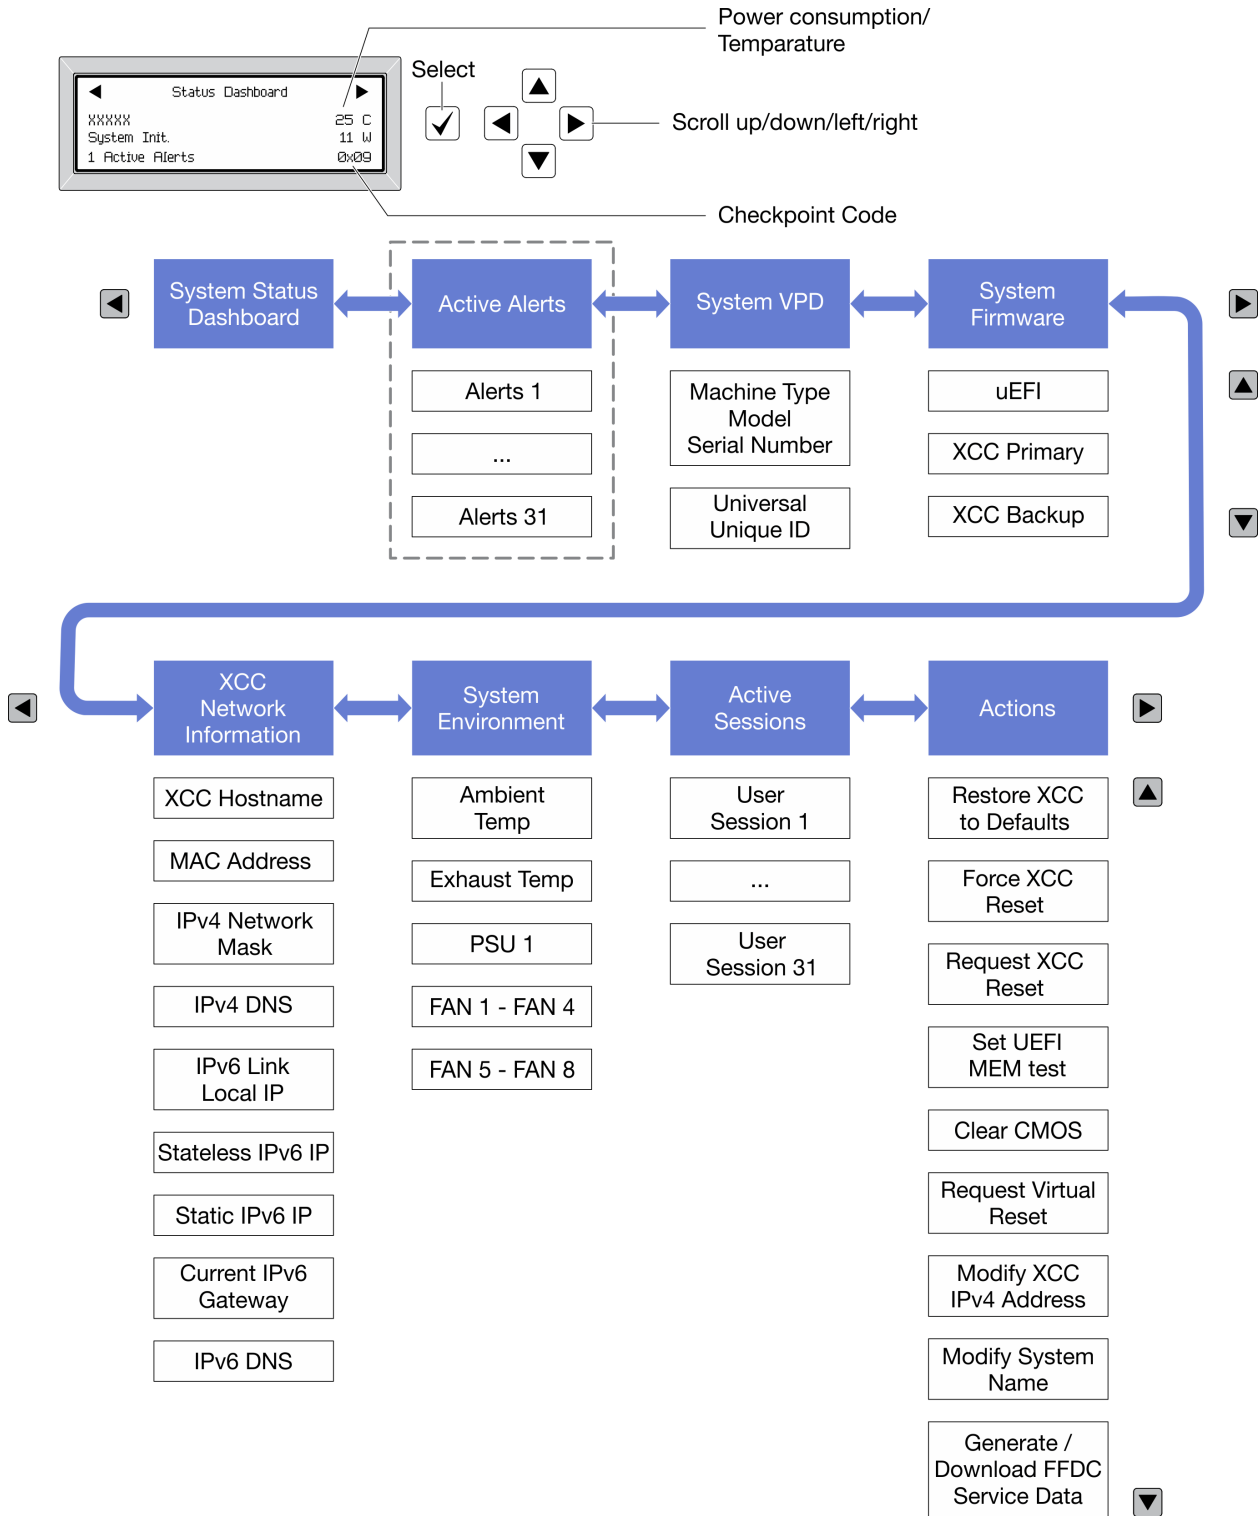 Power consumption/
Temparature
Select
Status Dashboard
XXXXX 25 C
System Init. 11 W
1 Active Alerts 0x09
Scroll up/down/left/right
Checkpoint Code
System Status
Dashboard
Active Alerts
System VPD
System
Firmware
Alerts 1
...
Alerts 31
Machine Type
Model
Serial Number
Universal
Unique ID
uEFI
XCC Primary
XCC Backup
XCC
Network
Information
System
Environment
Active
Sessions
Actions
XCC Hostname
MAC Address
IPv4 Network
Mask
IPv4 DNS
IPv6 Link
Local IP
Stateless IPv6 IP
Static IPv6 IP
Current IPv6
Gateway
IPv6 DNS
Ambient
Temp
Exhaust Temp
PSU 1
FAN 1 - FAN 4
FAN 5 - FAN 8
User
Session 1
...
User
Session 31
Restore XCC
to Defaults
Force XCC
Reset
Request XCC
Reset
Set UEFI
MEM test
Clear CMOS
Request Virtual
Reset
Modify XCC
IPv4 Address
Modify System
Name
Generate /
Download FFDC
Service Data